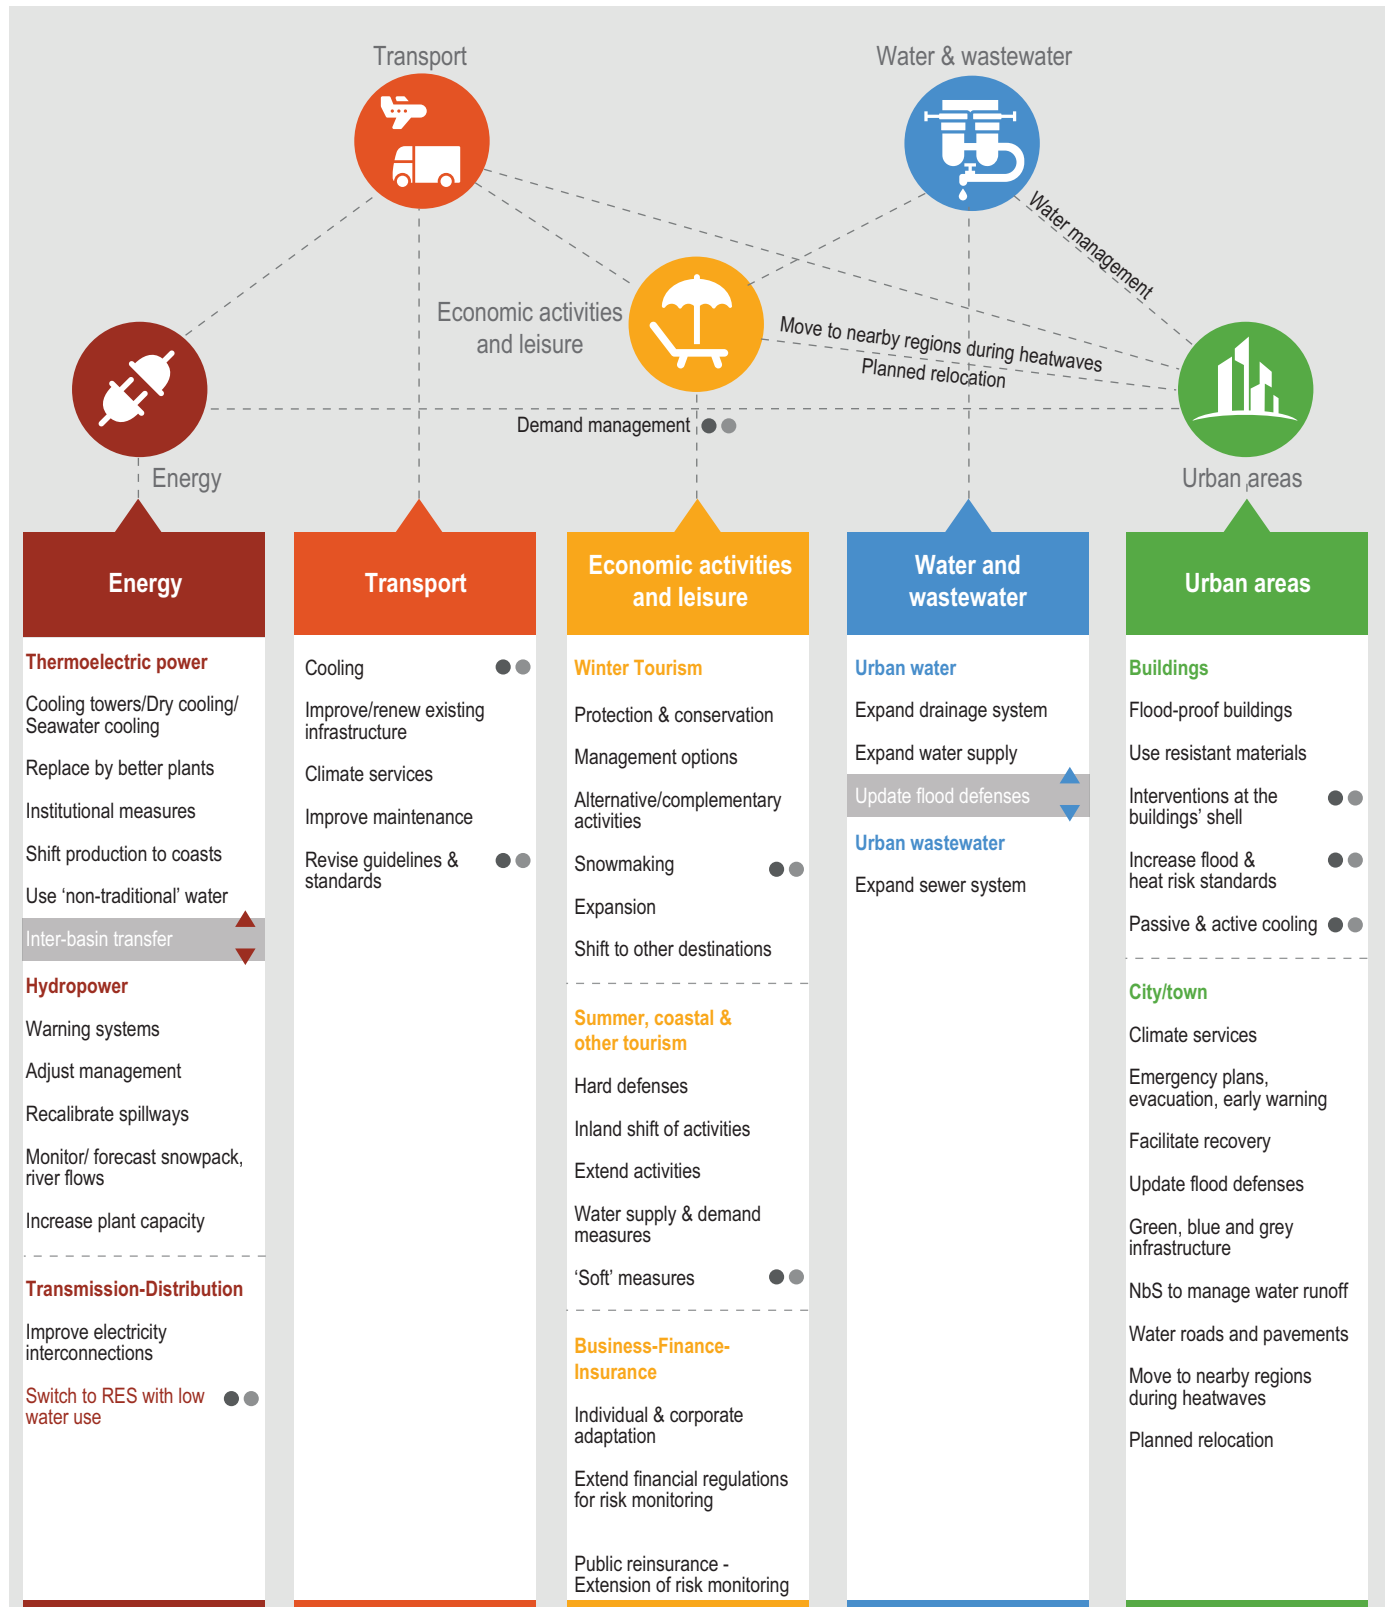 Transport
Water & wastewater
Water management
Economic activities
and leisure
Move to nearby regions during heatwaves
Planned relocation
Demand management
Energy
Urban areas
Energy
Thermoelectric power
Cooling towers/Dry cooling/
Seawater cooling
Replace by better plants
Institutional measures
Shift production to coasts
Use ‘non-traditional’ water
Inter-basin transfer
Hydropower
Warning systems
Adjust management
Recalibrate spillways
Monitor/ forecast snowpack,
river flows
Increase plant capacity
Transmission-Distribution
Improve electricity
interconnections
Switch to RES with low
water use
Transport
Cooling
Improve/renew existing
infrastructure
Climate services
Improve maintenance
Revise guidelines &
standards
Economic activities
and leisure
Winter Tourism
Protection & conservation
Management options
Alternative/complementary
activities
Snowmaking
Expansion
Shift to other destinations
Summer, coastal &
other tourism
Hard defenses
Inland shift of activities
Extend activities
Water supply & demand
measures
‘Soft’ measures
Business-Finance-
Insurance
Individual & corporate
adaptation
Extend financial regulations
for risk monitoring
Public reinsurance -
Extension of risk monitoring
Water and
wastewater
Urban water
Expand drainage system
Expand water supply
Update flood defenses
Urban wastewater
Expand sewer system
Urban areas
Buildings
Flood-proof buildings
Use resistant materials
Interventions at the
buildings’ shell
Increase flood &
heat risk standards
Passive & active cooling
City/town
Climate services
Emergency plans,
evacuation, early warning
Facilitate recovery
Update flood defenses
Green, blue and grey
infrastructure
NbS to manage water runoff
Water roads and pavements
Move to nearby regions
during heatwaves
Planned relocation